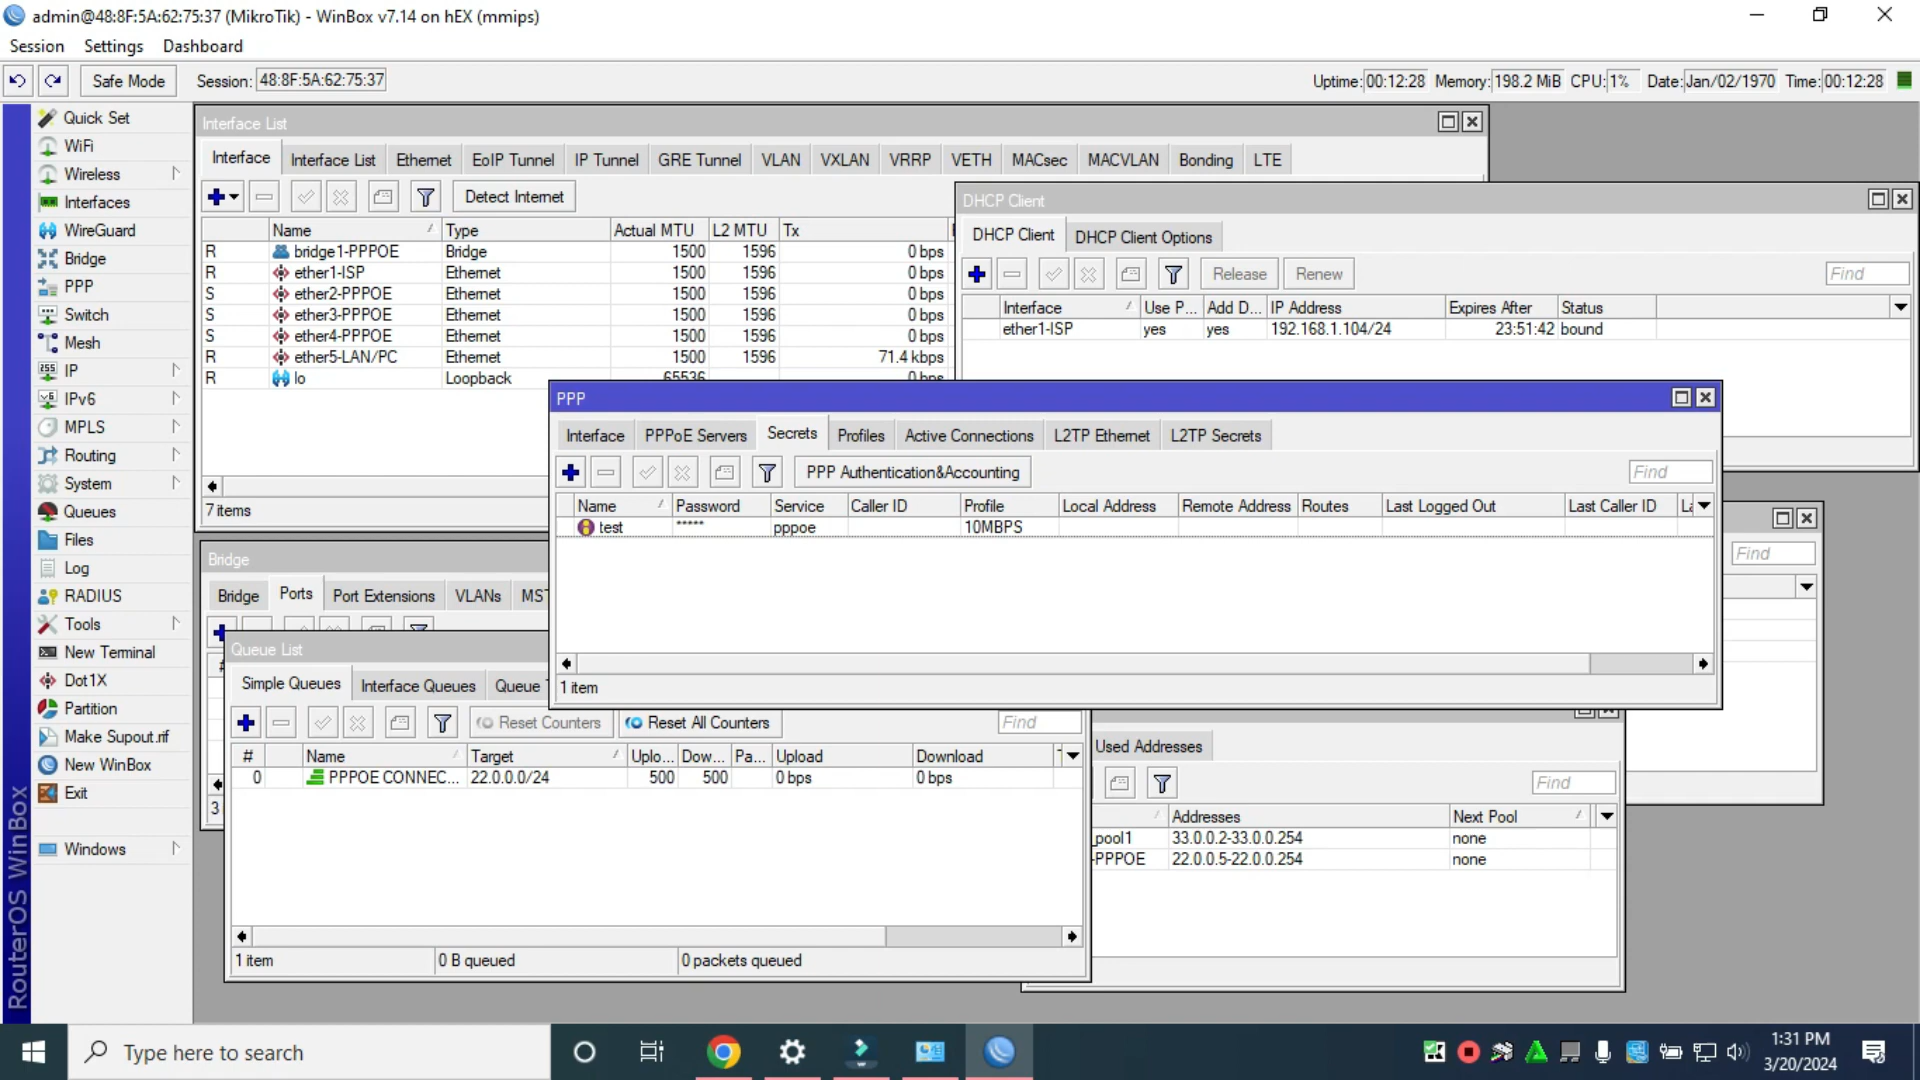 admin@48:8F:5A:62:75:37 (MikroTik) - WinBox v7.14 on hEX (mmips)
Session Settings Dashboard
Safe Mode Session: 48:8F:5A:62:75:37 Uptime: 00:12:28 Memory: 198.2 MiB CPU: 1% Date: Jan/02/1970 Time: 00:12:28
RouterOS WinBox
Quick Set
WiFi
Wireless
Interfaces
WireGuard
Bridge
PPP
Switch
Mesh
IP
IPv6
MPLS
Routing
System
Queues
Files
Log
RADIUS
Tools
New Terminal
Dot1X
Partition
Make Supout.rif
New WinBox
Exit
Windows
Interface List
Interface Interface List Ethernet EoIP Tunnel IP Tunnel GRE Tunnel VLAN VXLAN VRRP VETH MACsec MACVLAN Bonding LTE
Detect Internet
Name Type Actual MTU L2 MTU Tx
R bridge1-PPPOE Bridge 1500 1596 0 bps
R ether1-ISP Ethernet 1500 1596 0 bps
S ether2-PPPOE Ethernet 1500 1596 0 bps
S ether3-PPPOE Ethernet 1500 1596 0 bps
S ether4-PPPOE Ethernet 1500 1596 0 bps
R ether5-LAN/PC Ethernet 1500 1596 71.4 kbps
R lo Loopback 65536 0 bps
7 items
DHCP Client
DHCP Client DHCP Client Options
Release Renew Find
Interface Use P... Add D... IP Address Expires After Status
ether1-ISP yes yes 192.168.1.104/24 23:51:42 bound
PPP
Interface PPPoE Servers Secrets Profiles Active Connections L2TP Ethernet L2TP Secrets
PPP Authentication&Accounting Find
Name Password Service Caller ID Profile Local Address Remote Address Routes Last Logged Out Last Caller ID
test ***** pppoe 10MBPS
1 item
Find
Bridge
Bridge Ports Port Extensions VLANs MST
#
3
Queue List
Simple Queues Interface Queues Queue
Reset Counters Reset All Counters Find
# Name Target Uplo... Dow... Pa... Upload Download
0 PPPOE CONNEC... 22.0.0.0/24 500 500 0 bps 0 bps
1 item 0 B queued 0 packets queued
Used Addresses
Find
Addresses Next Pool
_pool1 33.0.0.2-33.0.0.254 none
-PPPOE 22.0.0.5-22.0.0.254 none
Type here to search
1:31 PM
3/20/2024